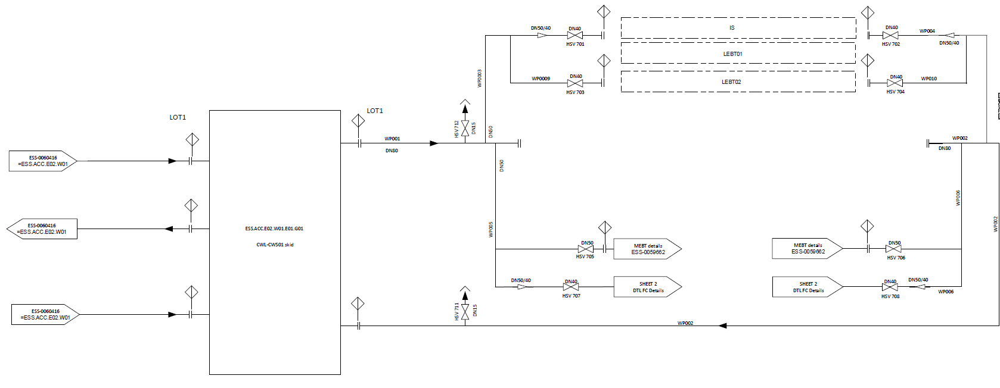 DN50/40
DN40
HSV 701
IS
DN40
HSV 702
WP004
DN50/40
LEBT01
WP0003
WP0009
DN40
HSV 703
LEBT02
DN40
HSV 704
WP010
LOT1
LOT1
HSV 712
DN15
DN50
WP001
DN80
WP002
DN80
ESS-0060416
=ESS.ACC.E02.W01
DN50
WP006
ESS-0060416
=ESS.ACC.E02.W01
ESS.ACC.E02.W01.E01.G01
CWL-CWS01 skid
WP005
WP002
DN50
HSV 705
MEBT details
ESS-0059662
MEBT details
ESS-0059662
DN50
HSV 706
DN50/40
DN40
HSV 707
SHEET 2
DTL FC Details
SHEET 2
DTL FC Details
DN40
HSV 708
DN50/40
WP006
ESS-0060416
=ESS.ACC.E02.W01
HSV 711
DN15
WP002